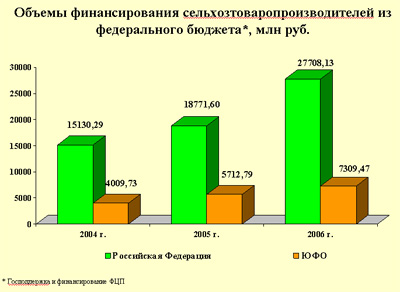 Объемы финансирования сельхозтоваропроизводителей из
федерального бюджета*, млн руб.
27708,13
30000
25000
18771,60
20000
15130,29
15000
10000
7309,47
5712,79
4009,73
5000
0
2004 г.
2005 г.
2006 г.
Российская Федерация
ЮФО
* Господдержка и финансирование ФЦП